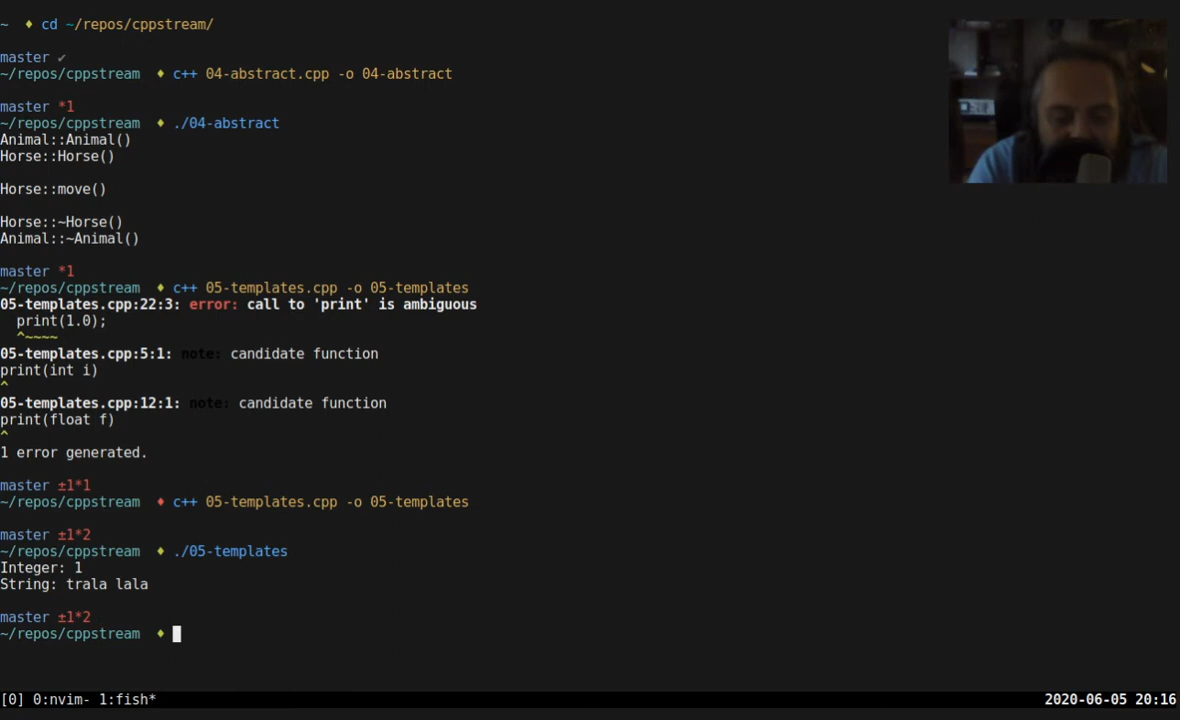 ~ ♦ cd ~/repos/cppstream/
master ✔
~/repos/cppstream ♦ c++ 04-abstract.cpp -o 04-abstract
master *1
~/repos/cppstream ♦ ./04-abstract
Animal::Animal()
Horse::Horse()
Horse::move()
Horse::~Horse()
Animal::~Animal()
master *1
~/repos/cppstream ♦ c++ 05-templates.cpp -o 05-templates
05-templates.cpp:22:3: error: call to 'print' is ambiguous
  print(1.0);
  ^~~~~
05-templates.cpp:5:1: note: candidate function
print(int i)
^
05-templates.cpp:12:1: note: candidate function
print(float f)
^
1 error generated.
master ±1*1
~/repos/cppstream ♦ c++ 05-templates.cpp -o 05-templates
master ±1*2
~/repos/cppstream ♦ ./05-templates
Integer: 1
String: trala lala
master ±1*2
~/repos/cppstream ♦
[0] 0:nvim- 1:fish* 2020-06-05 20:16